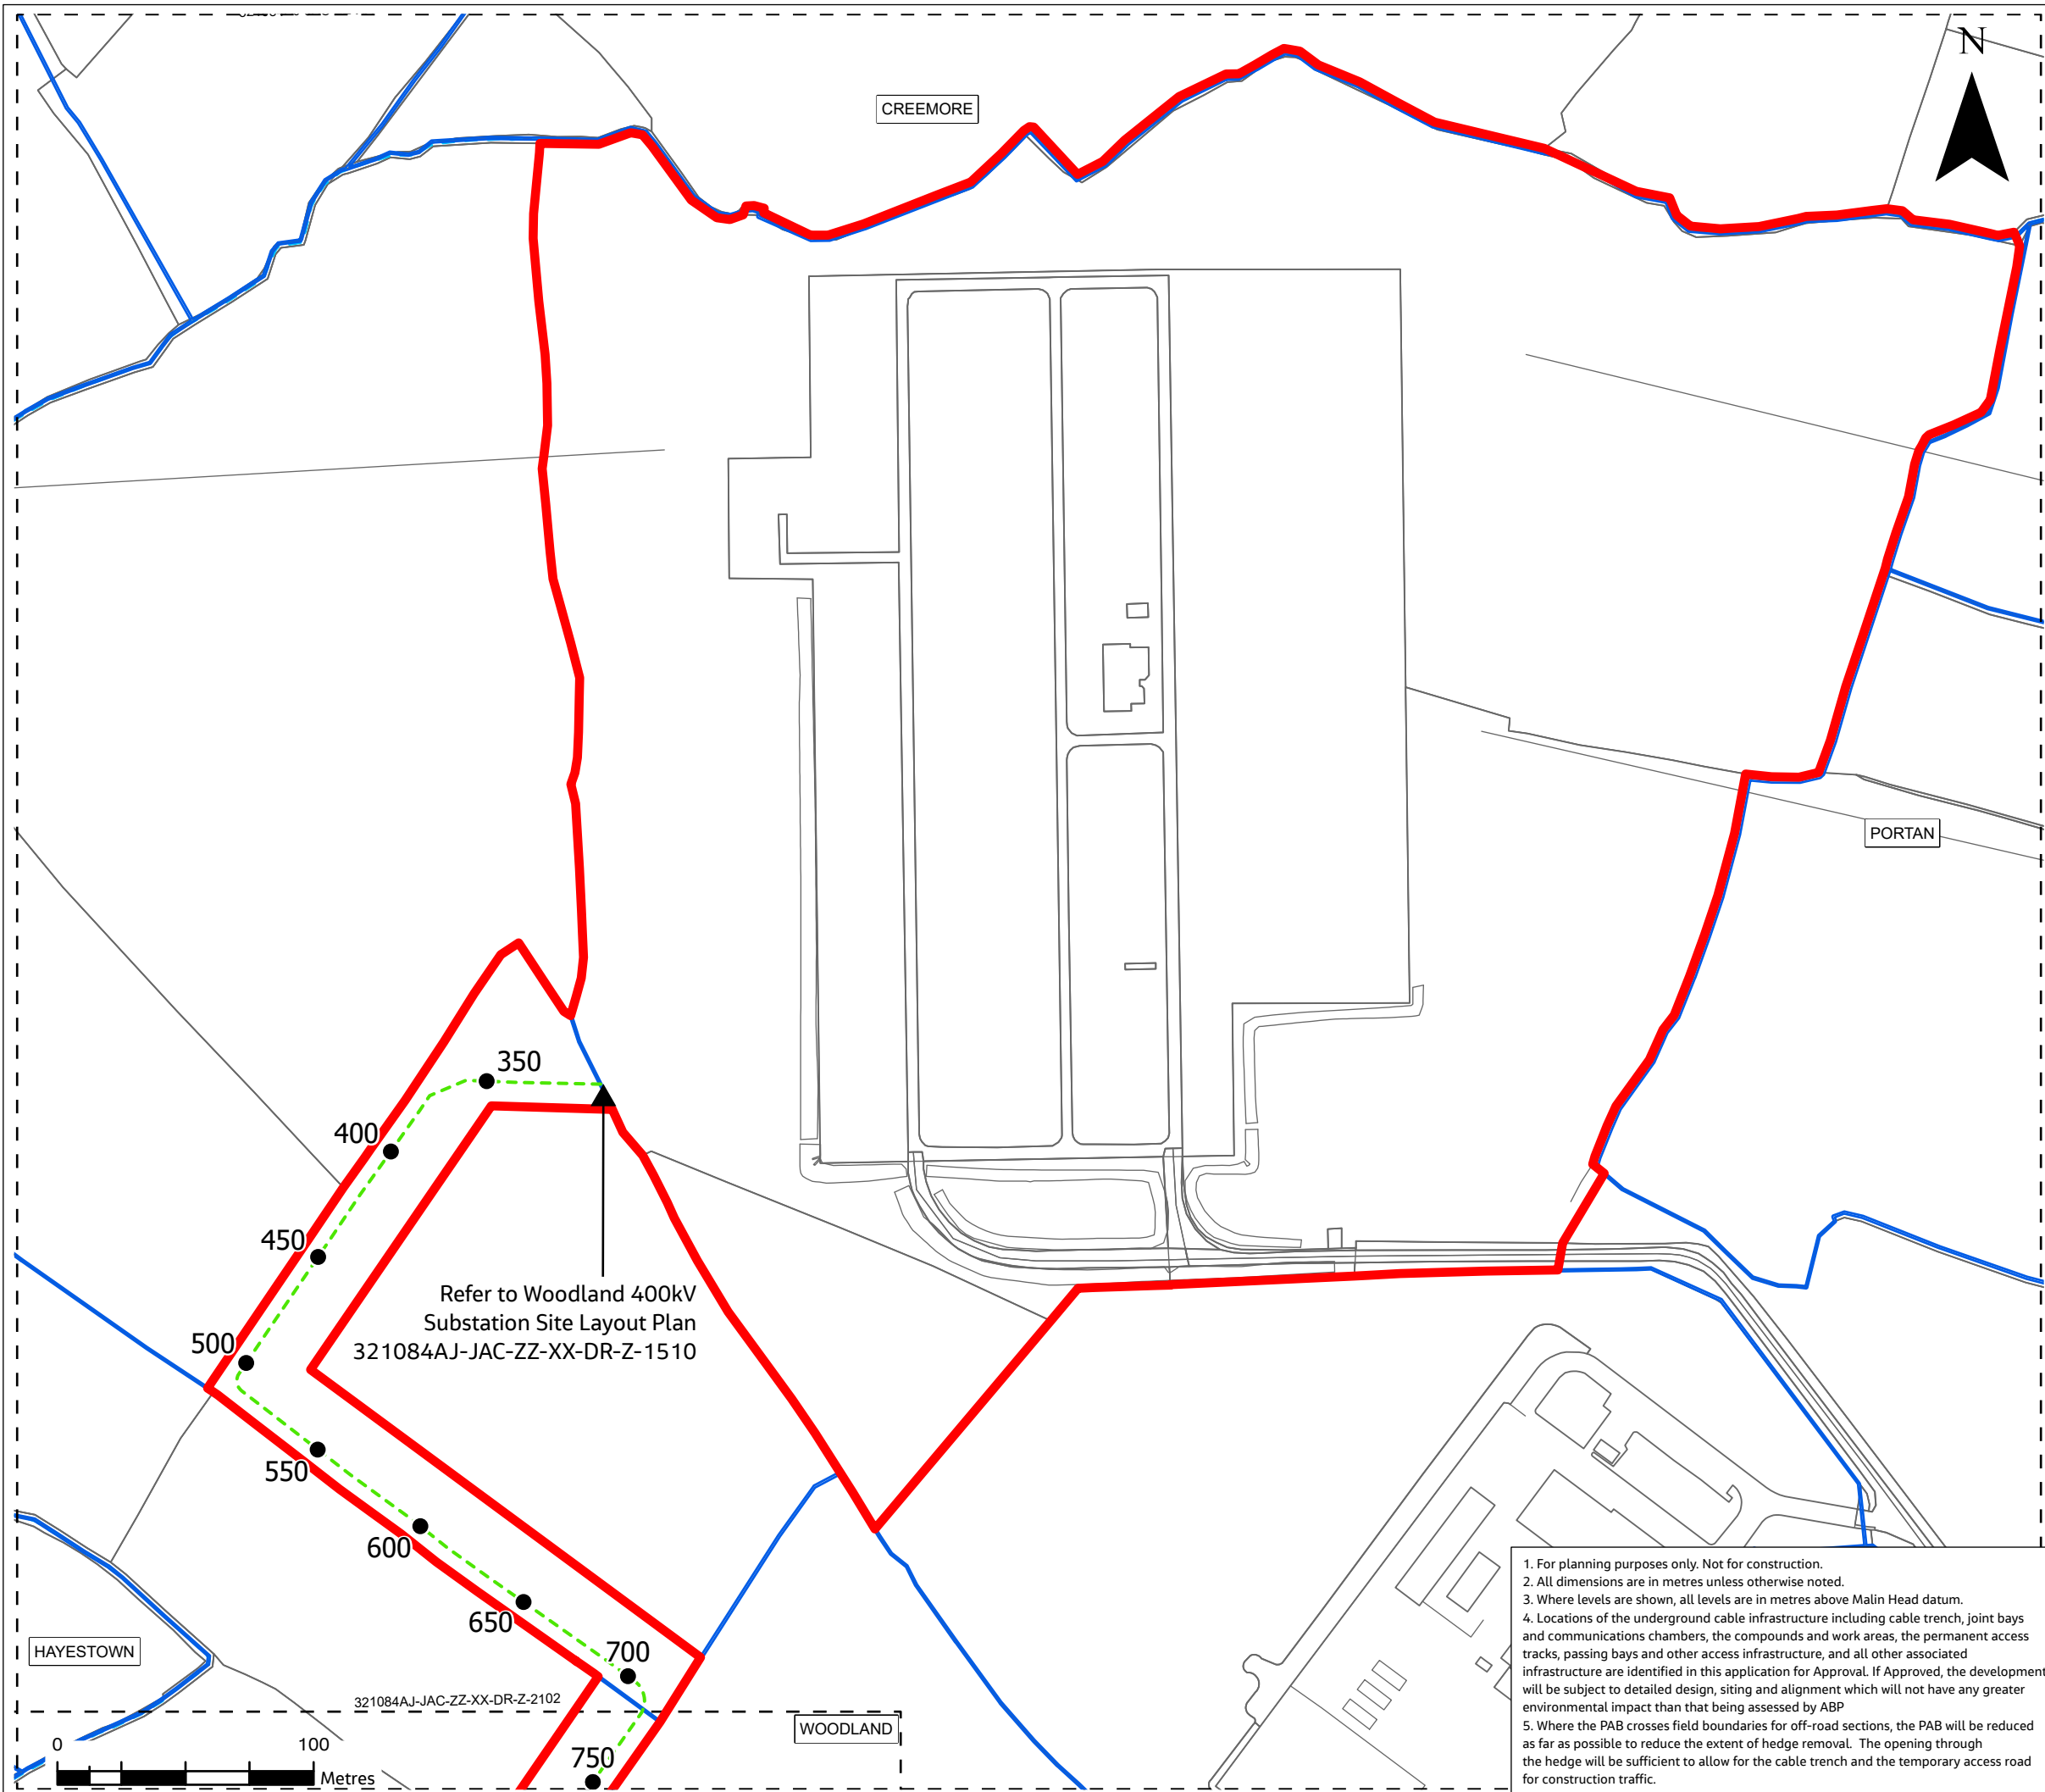 N
CREEMORE
PORTAN
350
400
450
500
Refer to Woodland 400kV
Substation Site Layout Plan
321084AJ-JAC-ZZ-XX-DR-Z-1510
550
600
650
700
HAYESTOWN
321084AJ-JAC-ZZ-XX-DR-Z-2102
WOODLAND
750
0 100
Metres
1. For planning purposes only. Not for construction.
2. All dimensions are in metres unless otherwise noted.
3. Where levels are shown, all levels are in metres above Malin Head datum.
4. Locations of the underground cable infrastructure including cable trench, joint bays
and communications chambers, the compounds and work areas, the permanent access
tracks, passing bays and other access infrastructure, and all other associated
infrastructure are identified in this application for Approval. If Approved, the development
will be subject to detailed design, siting and alignment which will not have any greater
environmental impact than that being assessed by ABP
5. Where the PAB crosses field boundaries for off-road sections, the PAB will be reduced
as far as possible to reduce the extent of hedge removal. The opening through
the hedge will be sufficient to allow for the cable trench and the temporary access road
for construction traffic.